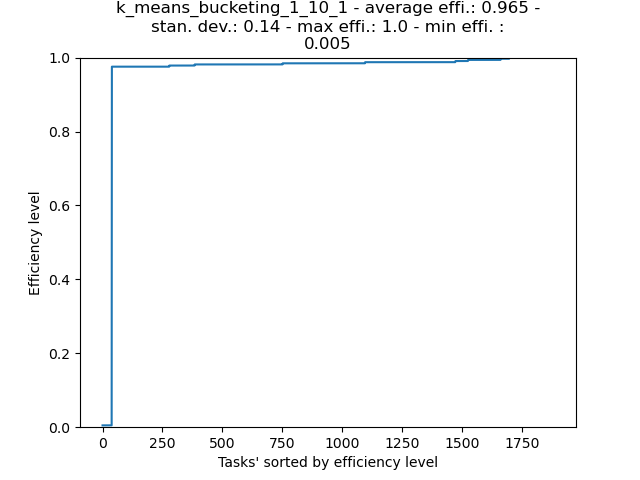 k_means_bucketing_1_10_1 - average effi.: 0.965 -
stan. dev.: 0.14 - max effi.: 1.0 - min effi. :
0.005
1.0
0.8
0.6
0.4
0.2
0.0
Efficiency level
0 250 500 750 1000 1250 1500 1750
Tasks' sorted by efficiency level